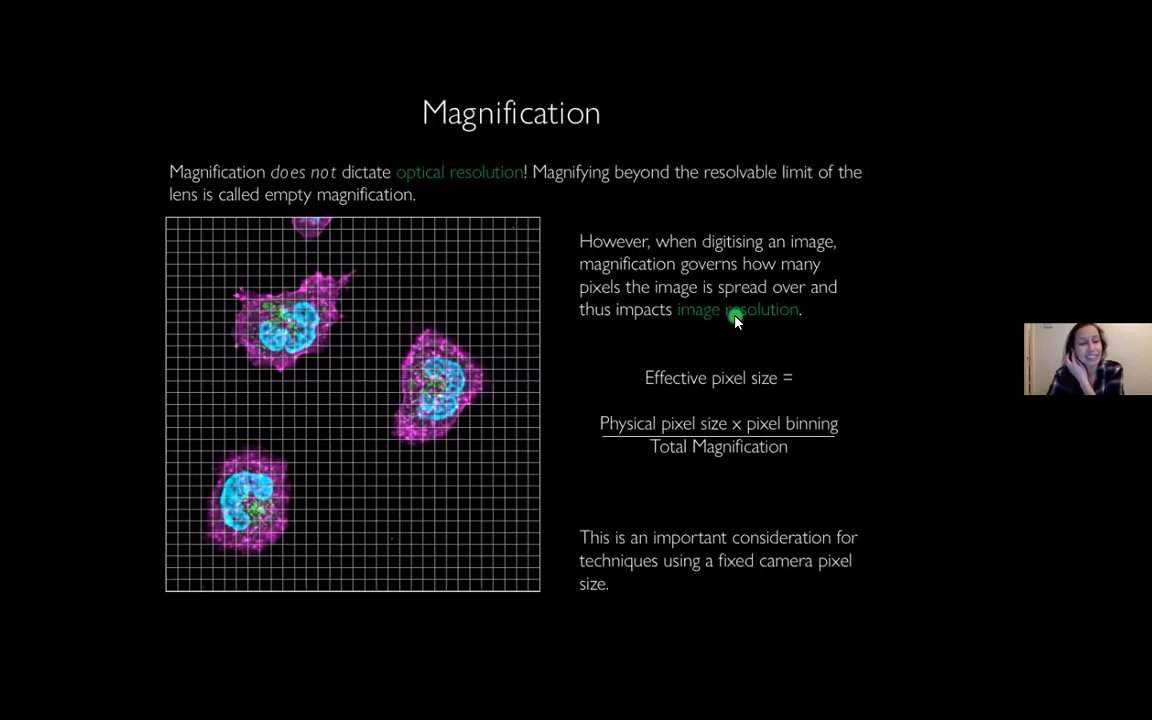 Magnification
Magnification does not dictate optical resolution! Magnifying beyond the resolvable limit of the
lens is called empty magnification.
However, when digitising an image,
magnification governs how many
pixels the image is spread over and
thus impacts image resolution.
Effective pixel size =
Physical pixel size x pixel binning
Total Magnification
This is an important consideration for
techniques using a fixed camera pixel
size.